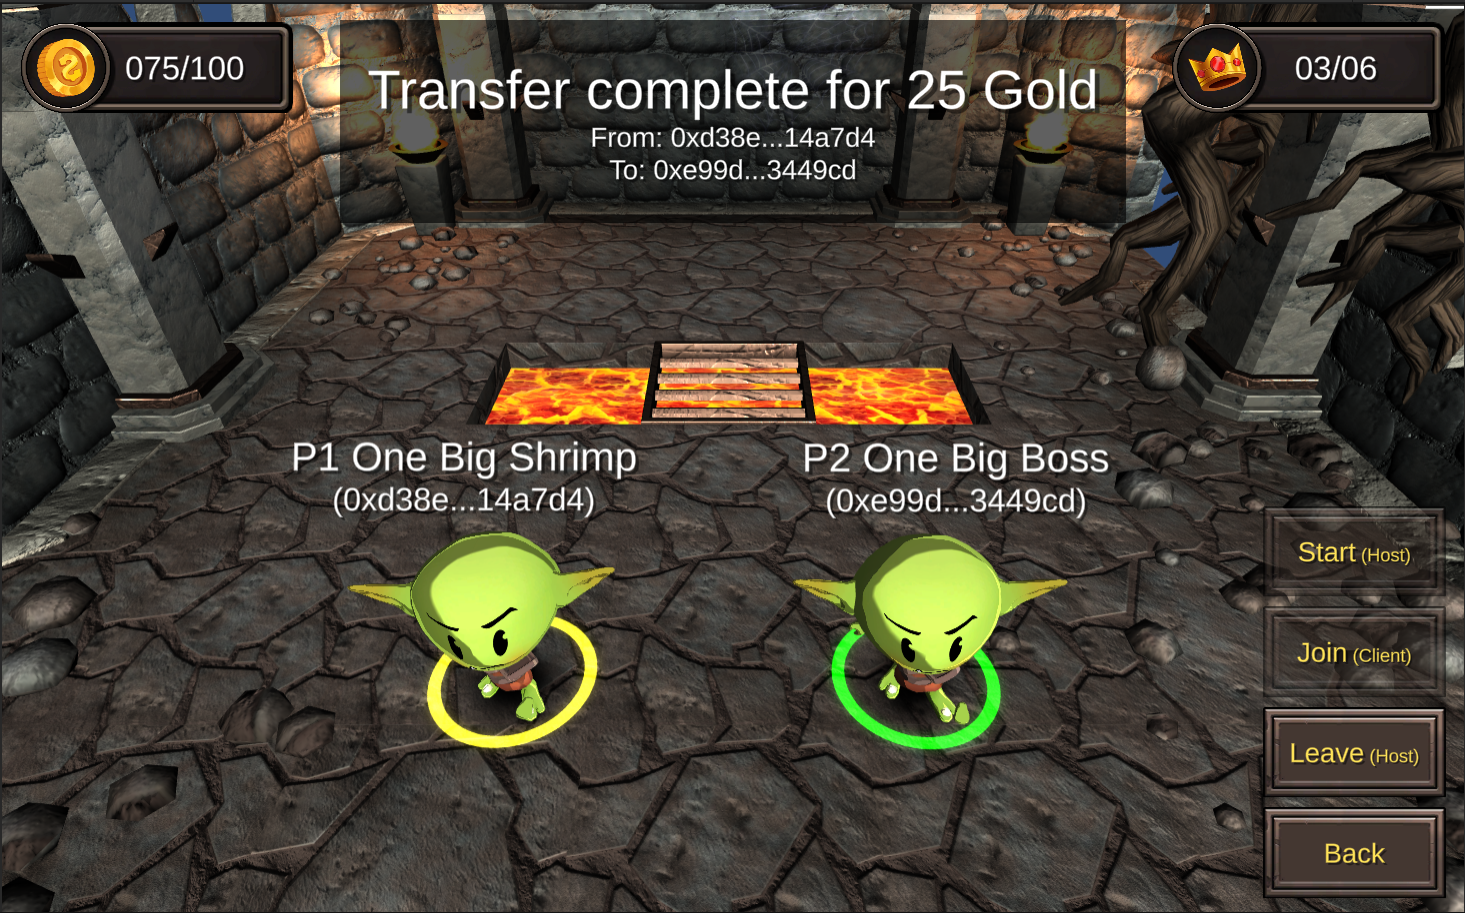 075/100
Transfer complete for 25 Gold
From: 0xd38e...14a7d4
To: 0xe99d...3449cd
03/06
P1 One Big Shrimp
(0xd38e...14a7d4)
P2 One Big Boss
(0xe99d...3449cd)
Start (Host)
Join (Client)
Leave (Host)
Back